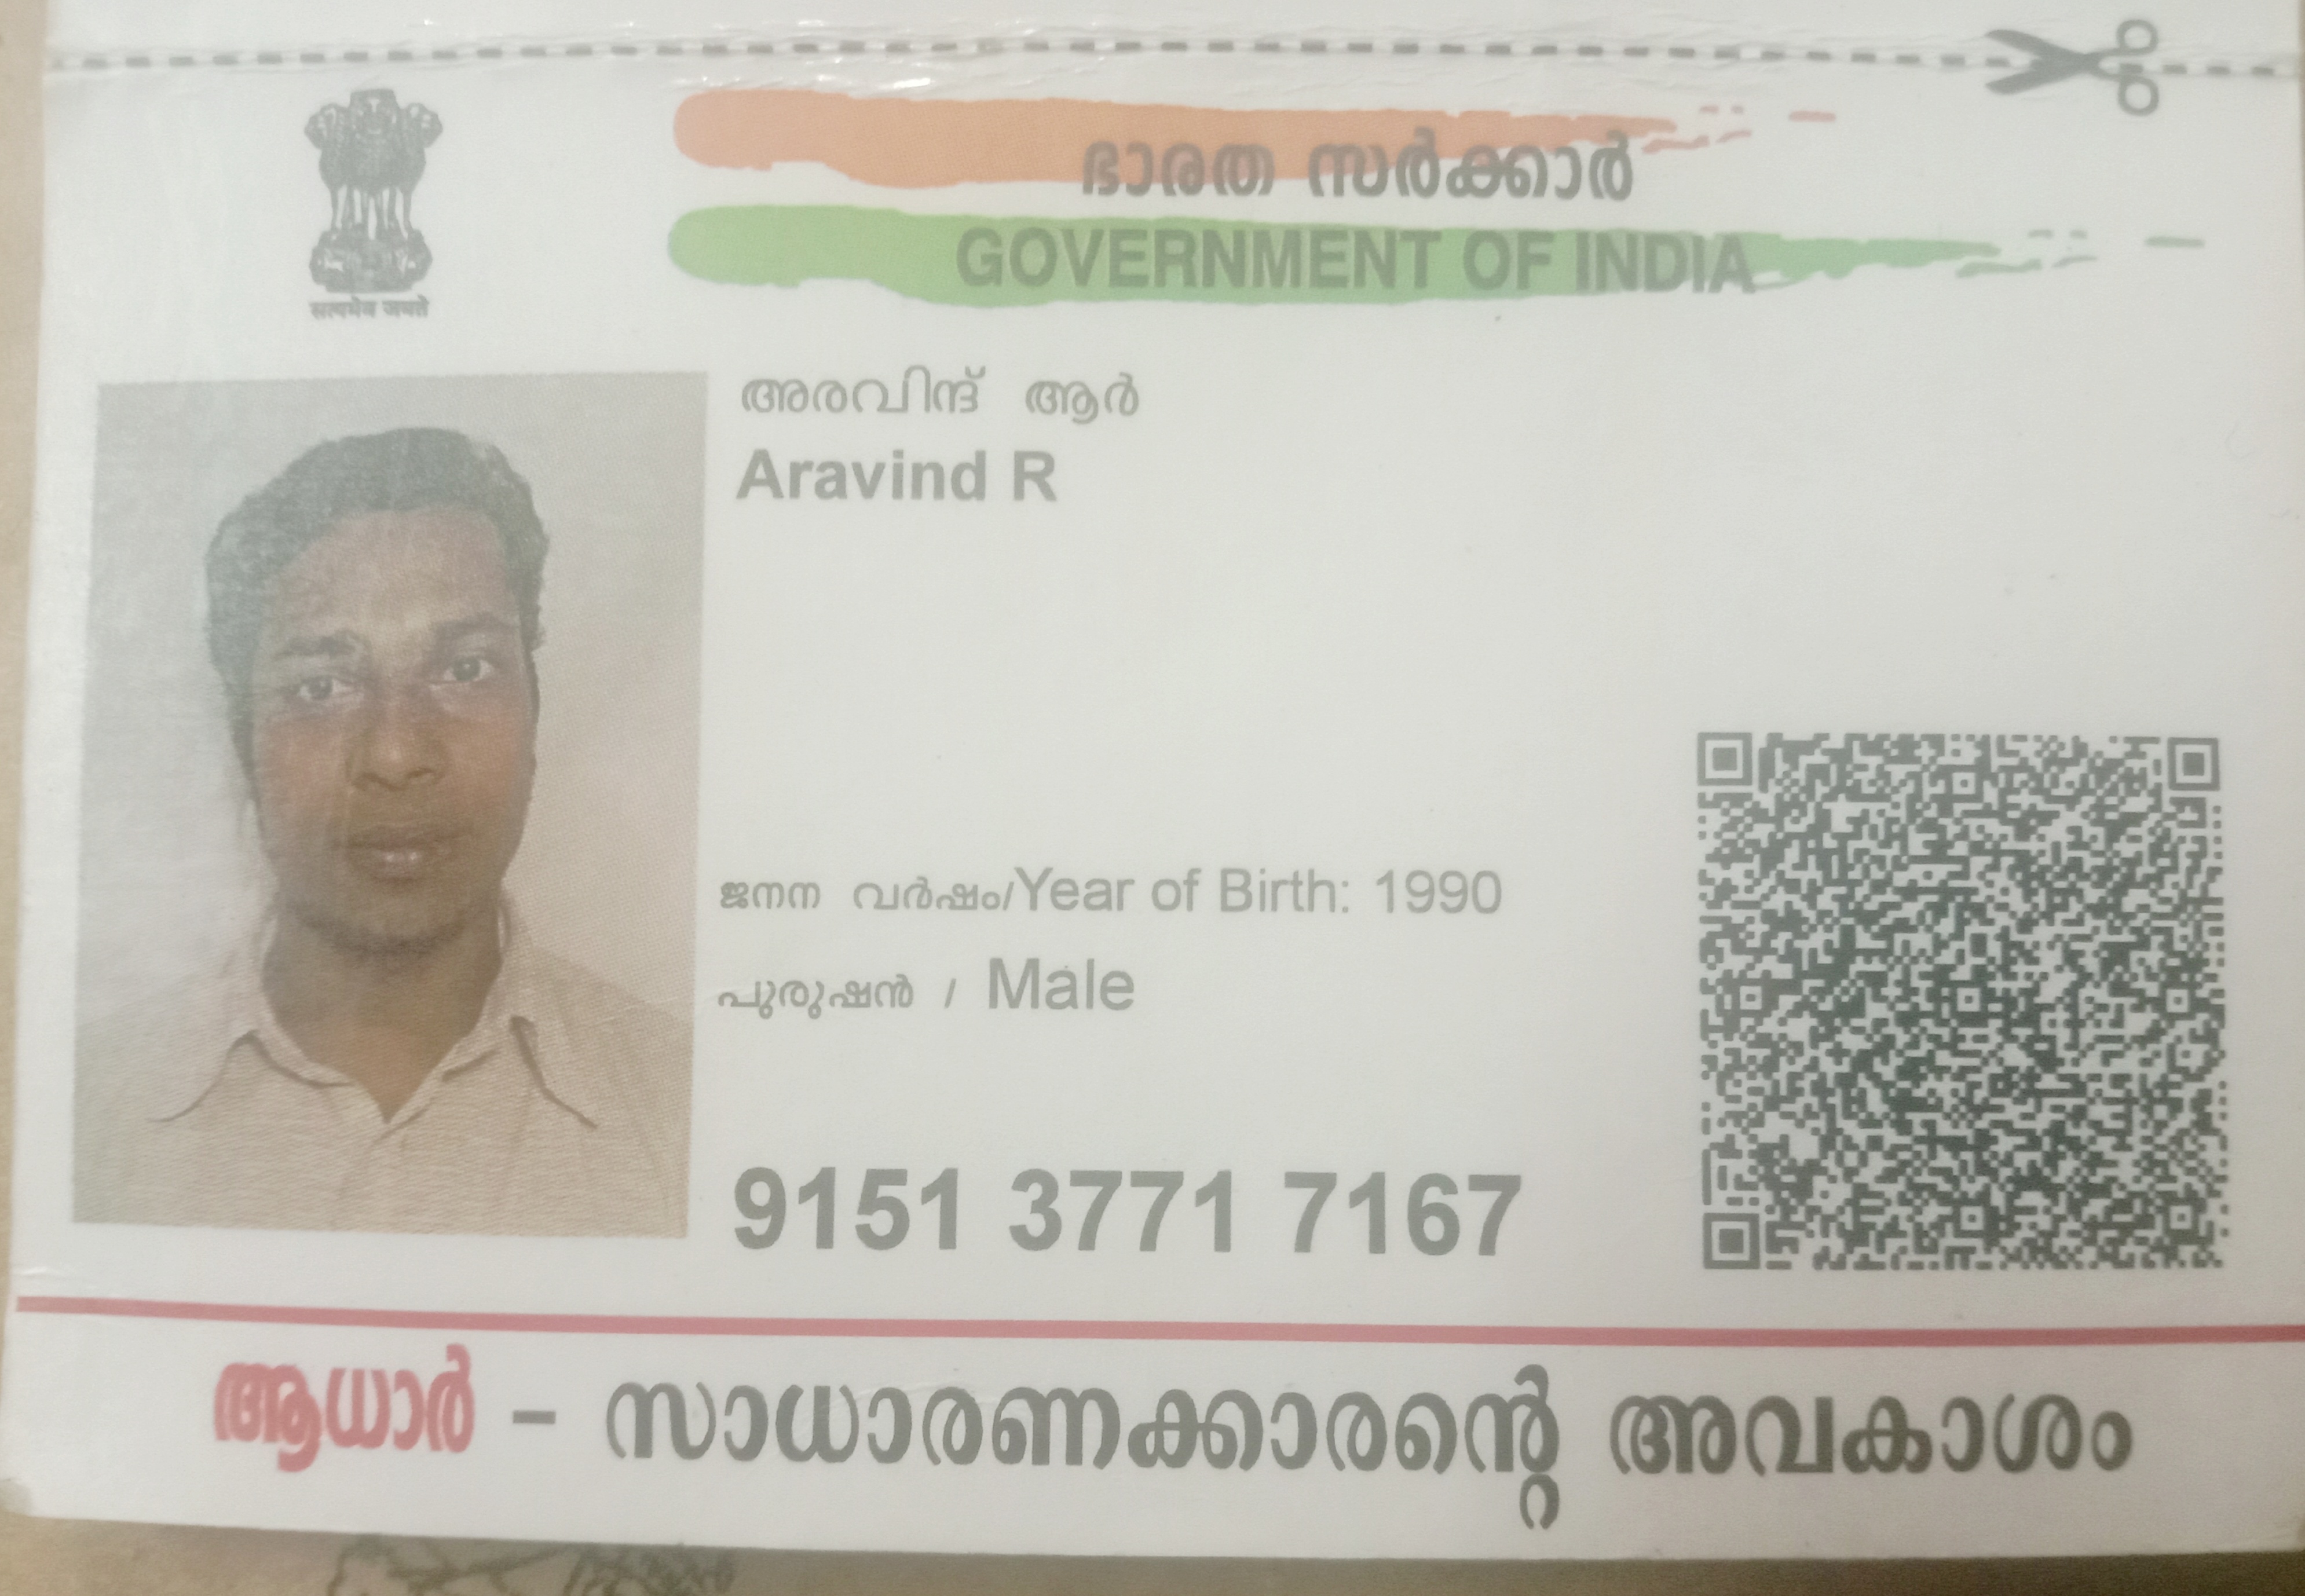 ഭാരത സർക്കാർ
GOVERNMENT OF INDIA
सत्यमेव जयते
അരവിന്ദ് ആർ
Aravind R
ജനന വർഷം/Year of Birth: 1990
പുരുഷൻ / Male
9151 3771 7167
ആധാർ – സാധാരണക്കാരന്റെ അവകാശം